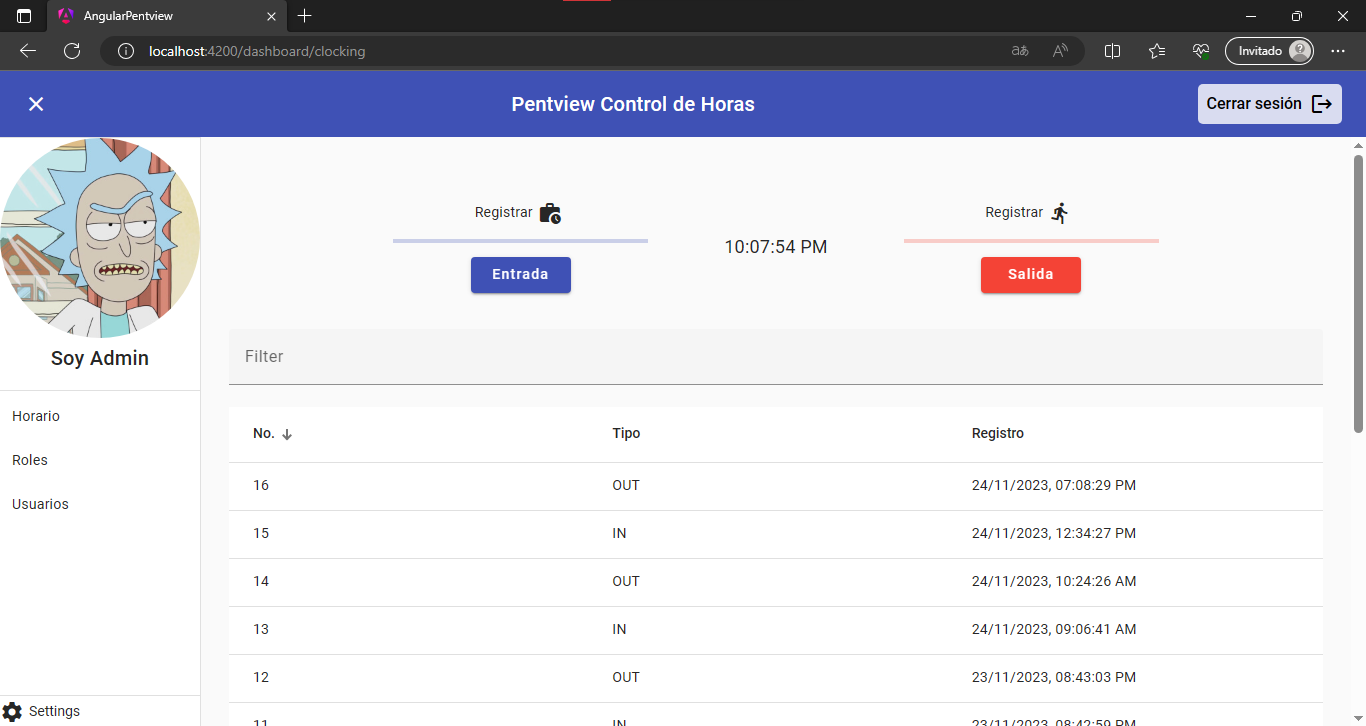 AngularPentview
localhost:4200/dashboard/clocking
あ
A
Invitado
Pentview Control de Horas
Cerrar sesión
Soy Admin
Horario
Roles
Usuarios
Settings
Registrar
Entrada
10:07:54 PM
Registrar
Salida
Filter
No. Tipo Registro
16 OUT 24/11/2023, 07:08:29 PM
15 IN 24/11/2023, 12:34:27 PM
14 OUT 24/11/2023, 10:24:26 AM
13 IN 24/11/2023, 09:06:41 AM
12 OUT 23/11/2023, 08:43:03 PM
11 IN 23/11/2023, 08:42:59 PM